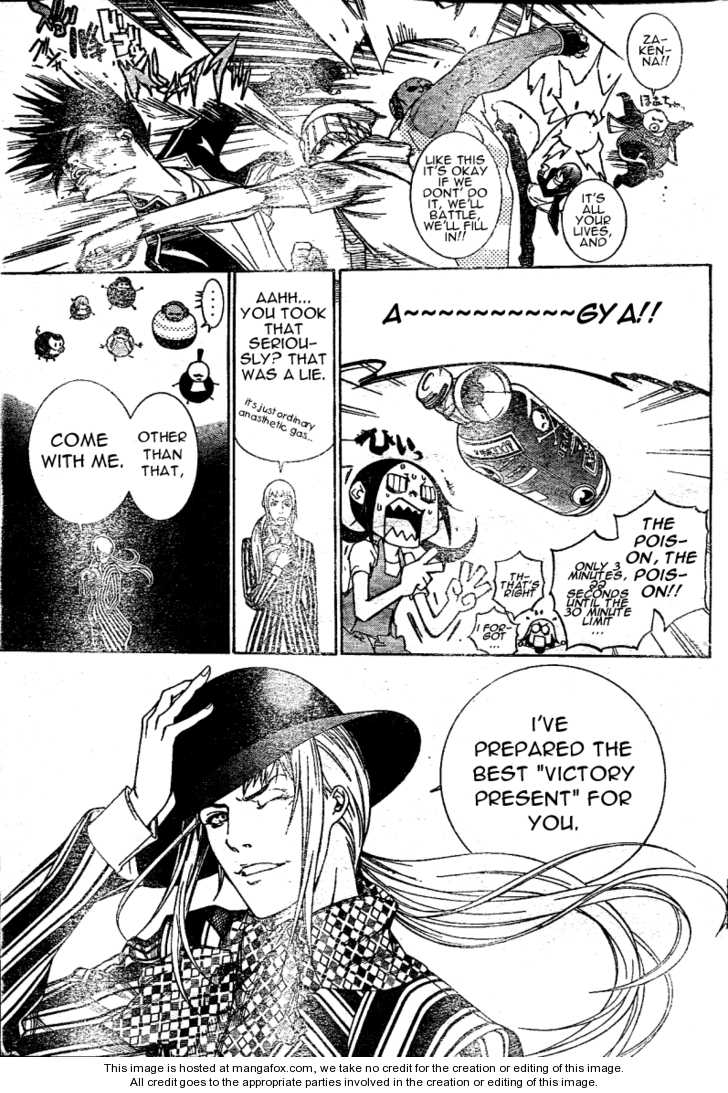 ZA-
KEN-
NA!!
LIKE THIS
IT'S OKAY
IF WE
DONT' DO
IT, WE'LL
BATTLE,
WE'LL FILL
IN!!
IT'S
ALL
YOUR
LIVES,
AND
A~~~~~~~~~~GYA!!
びいっ
THE
POIS-
ON, THE
POIS-
ON!!
ONLY 3
MINUTES,
22
SECONDS
UNTIL THE
30 MINUTE
LIMIT
...
TH-
THAT'S
RIGHT
I FOR-
GOT
...
AAHH...
YOU TOOK
THAT
SERIOU-
SLY? THAT
WAS A LIE.
it's just ordinary
anasthetic gas...
....
OTHER
THAN
THAT,
COME
WITH ME.
I'VE
PREPARED THE
BEST "VICTORY
PRESENT" FOR
YOU.
This image is hosted at mangafox.com, we take no credit for the creation or editing of this image.
All credit goes to the appropriate parties involved in the creation or editing of this image.